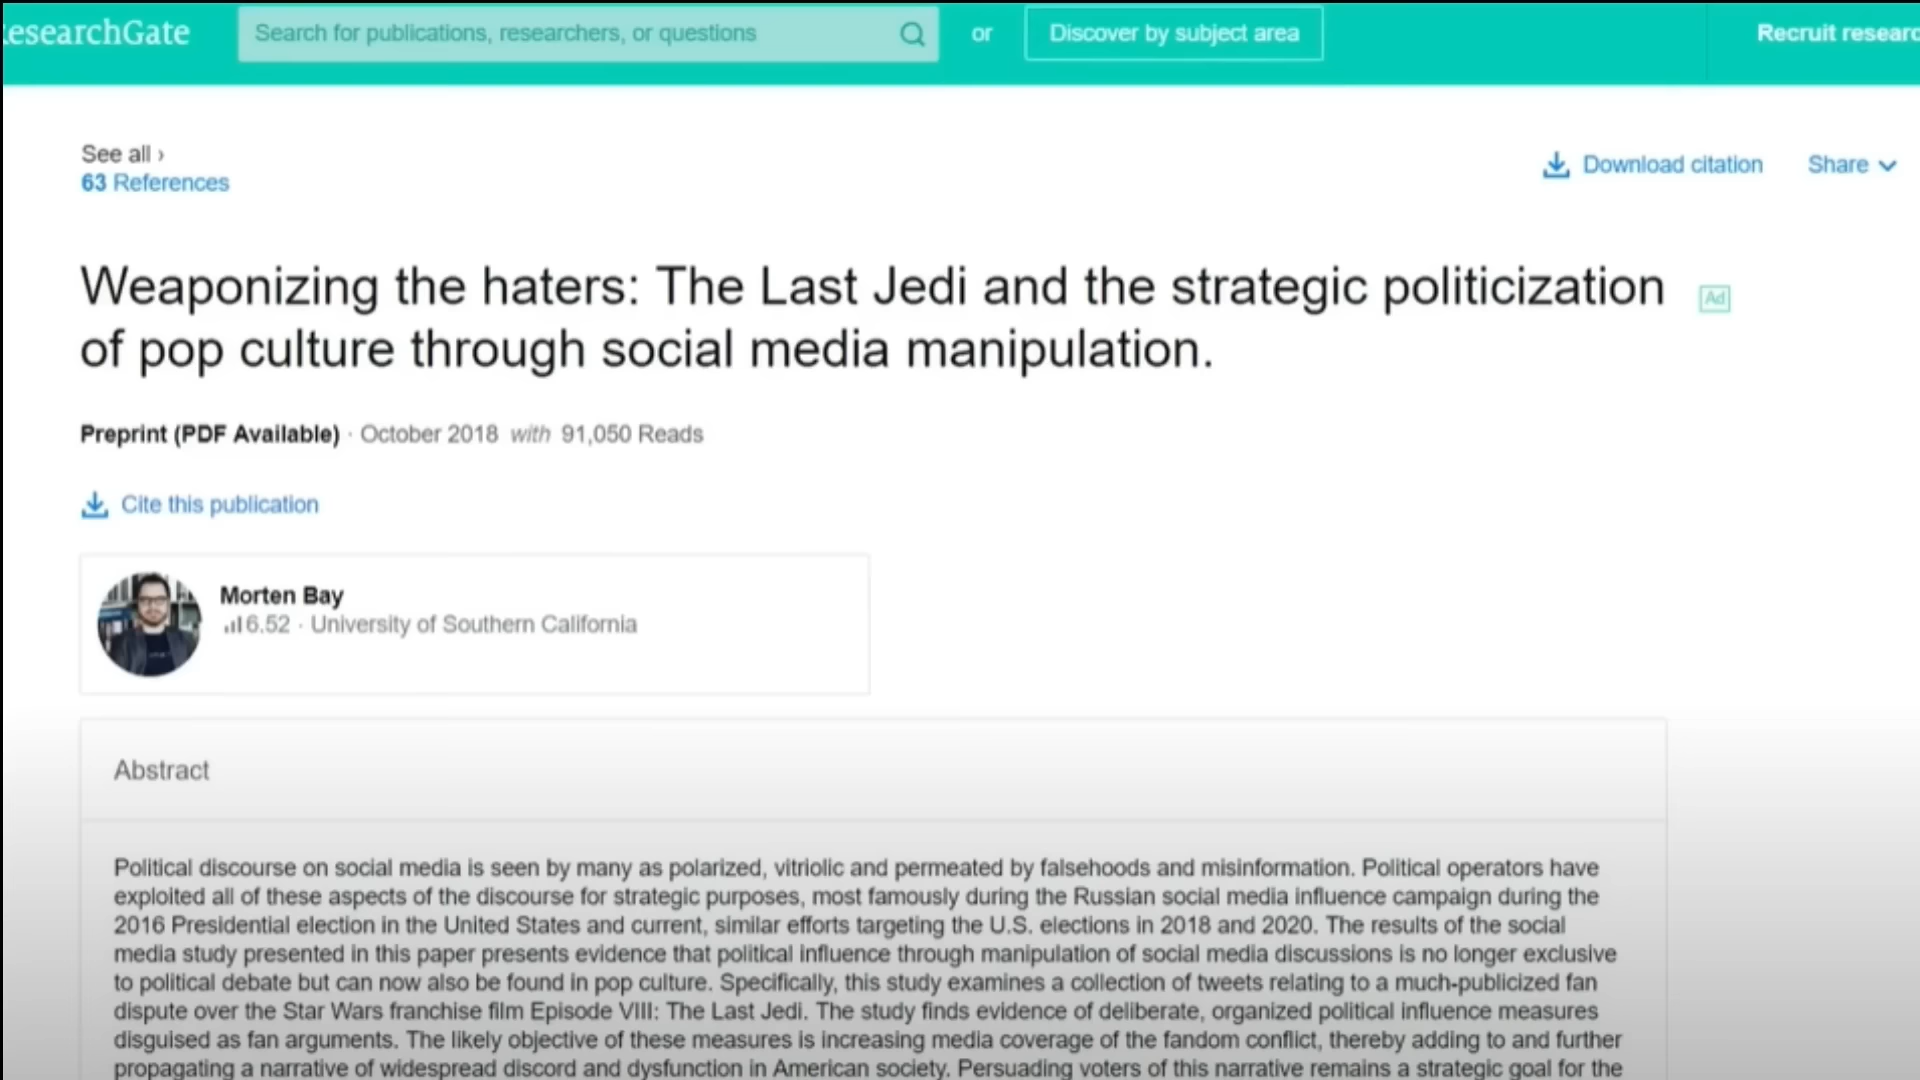 esearchGate
Search for publications, researchers, or questions
or
Discover by subject area
Recruit researc
See all ›
63 References
Download citation
Share
Weaponizing the haters: The Last Jedi and the strategic politicization
of pop culture through social media manipulation.
Ad
Preprint (PDF Available) · October 2018 with 91,050 Reads
Cite this publication
Morten Bay
6.52 · University of Southern California
Abstract
Political discourse on social media is seen by many as polarized, vitriolic and permeated by falsehoods and misinformation. Political operators have
exploited all of these aspects of the discourse for strategic purposes, most famously during the Russian social media influence campaign during the
2016 Presidential election in the United States and current, similar efforts targeting the U.S. elections in 2018 and 2020. The results of the social
media study presented in this paper presents evidence that political influence through manipulation of social media discussions is no longer exclusive
to political debate but can now also be found in pop culture. Specifically, this study examines a collection of tweets relating to a much-publicized fan
dispute over the Star Wars franchise film Episode VIII: The Last Jedi. The study finds evidence of deliberate, organized political influence measures
disguised as fan arguments. The likely objective of these measures is increasing media coverage of the fandom conflict, thereby adding to and further
propagating a narrative of widespread discord and dysfunction in American society. Persuading voters of this narrative remains a strategic goal for the